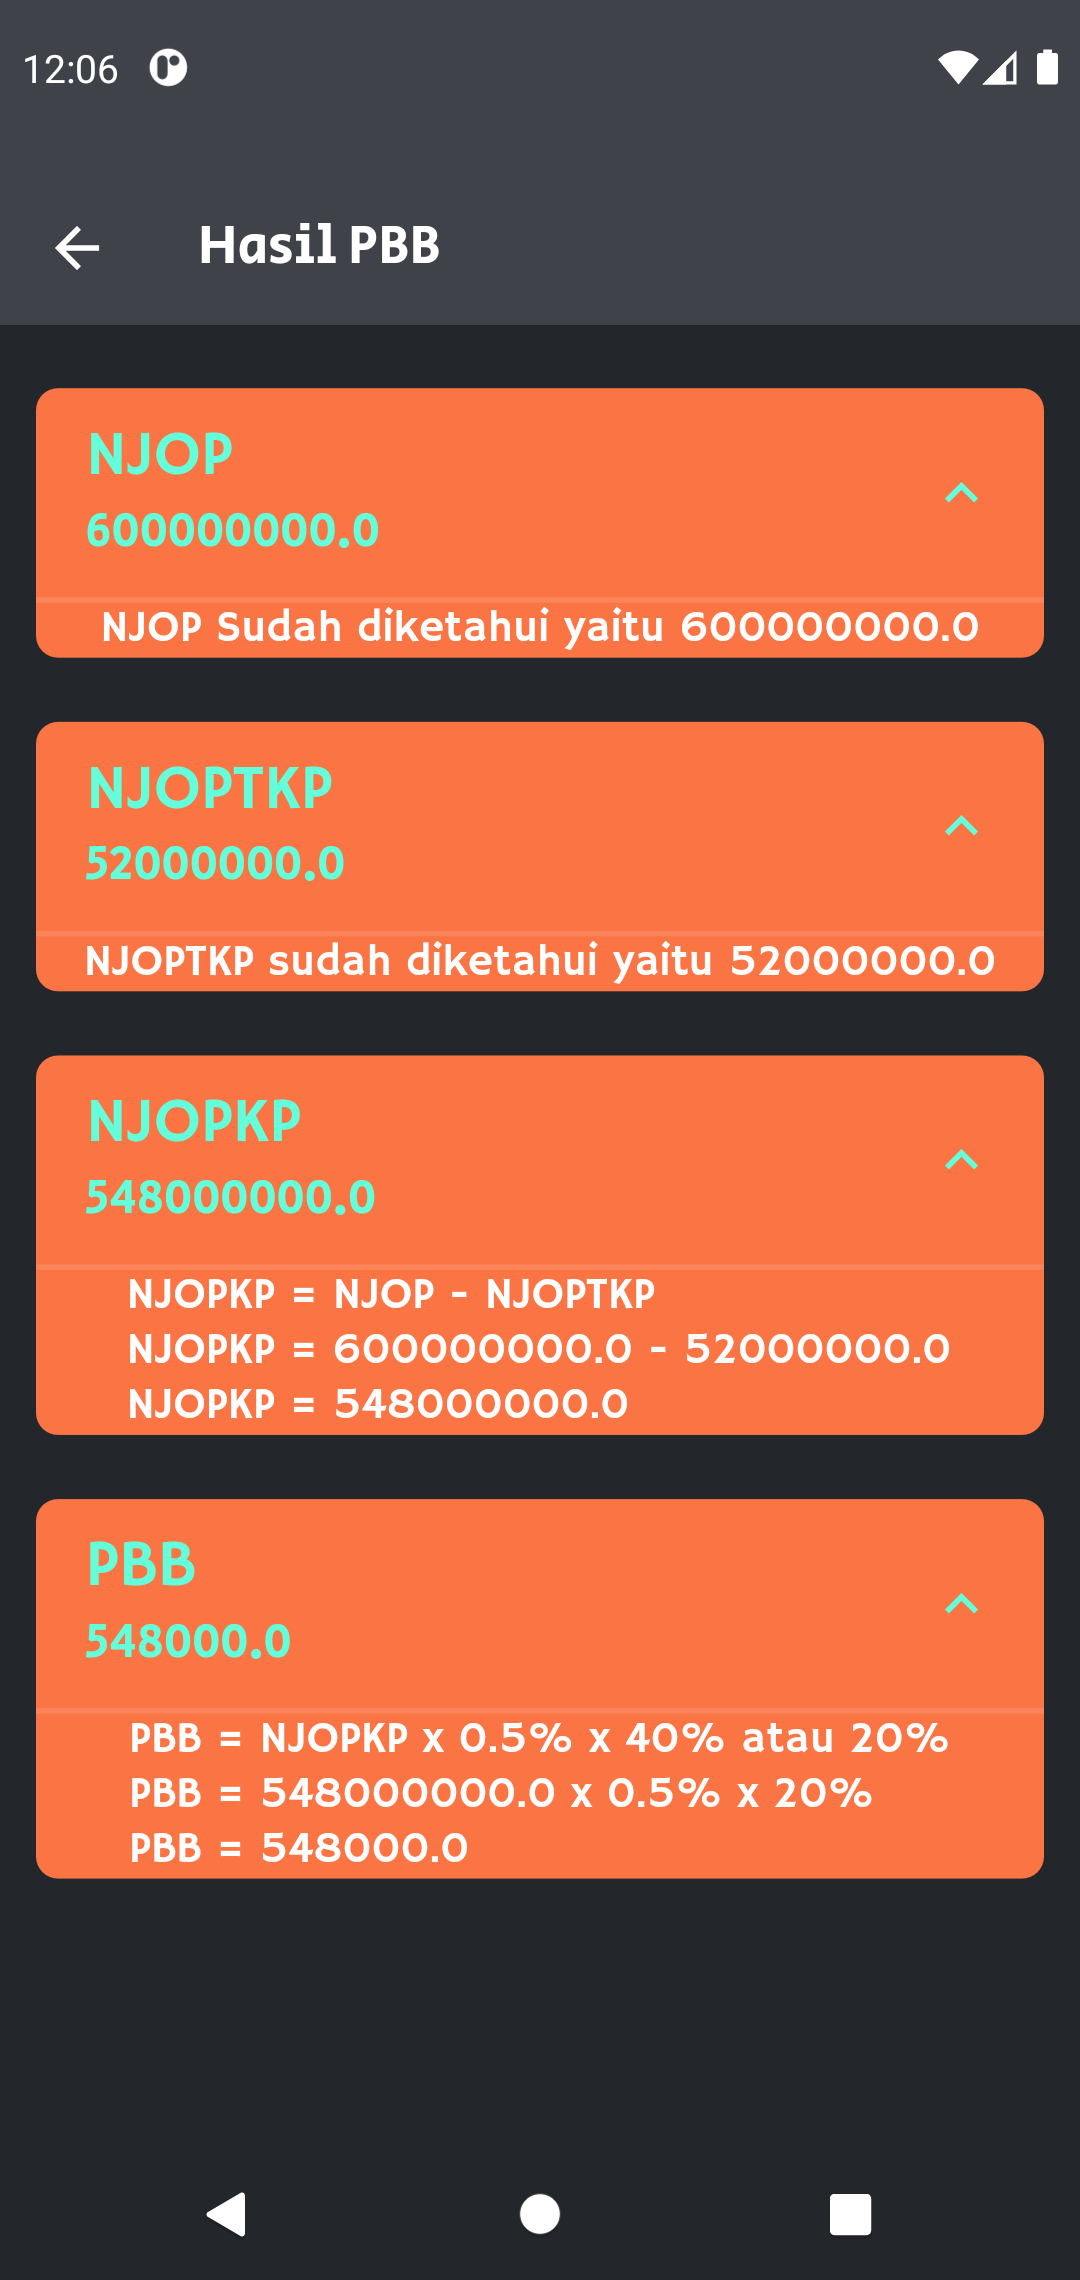 12:06
Hasil PBB
NJOP
600000000.0
NJOP Sudah diketahui yaitu 600000000.0
NJOPTKP
52000000.0
NJOPTKP sudah diketahui yaitu 52000000.0
NJOPKP
548000000.0
NJOPKP = NJOP - NJOPTKP
NJOPKP = 600000000.0 - 52000000.0
NJOPKP = 548000000.0
PBB
548000.0
PBB = NJOPKP x 0.5% x 40% atau 20%
PBB = 548000000.0 x 0.5% x 20%
PBB = 548000.0